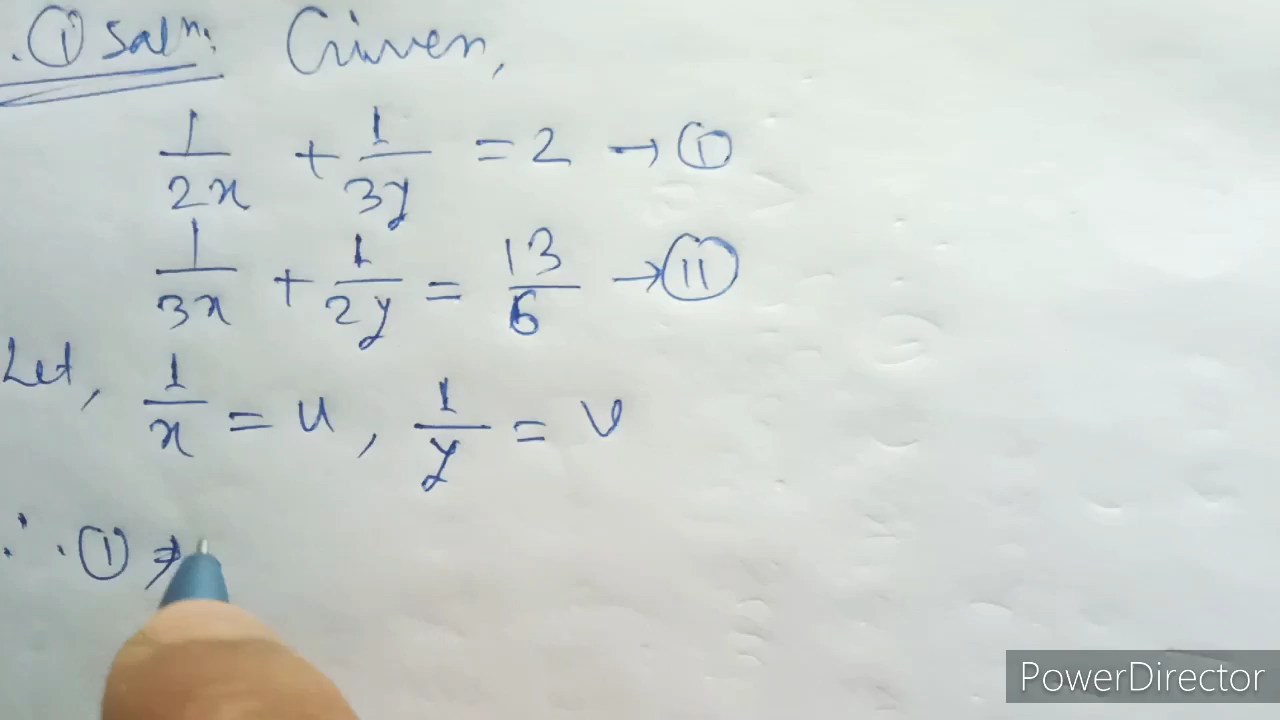 .① Solⁿ: Given,
1/2x + 1/3y = 2 → ①
1/3x + 1/2y = 13/6 → ⑪
Let, 1/x = u, 1/y = v
∴ ① ⇒
PowerDirector